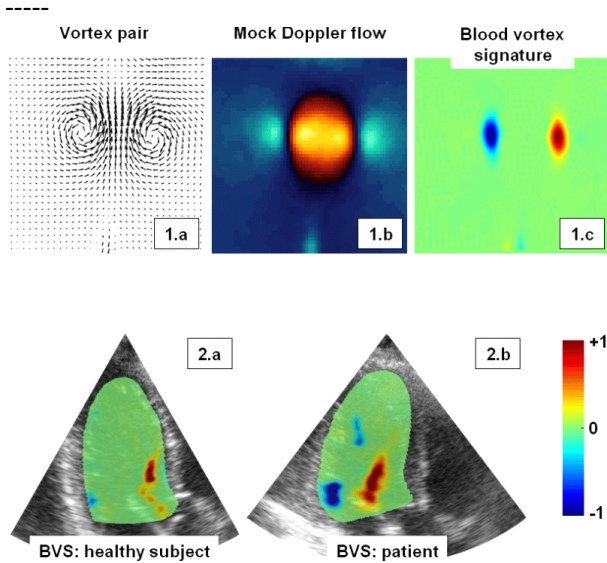 -----
Vortex pair
Mock Doppler flow
Blood vortex
signature
1.a
1.b
1.c
2.a
2.b
+1
0
-1
BVS: healthy subject
BVS: patient